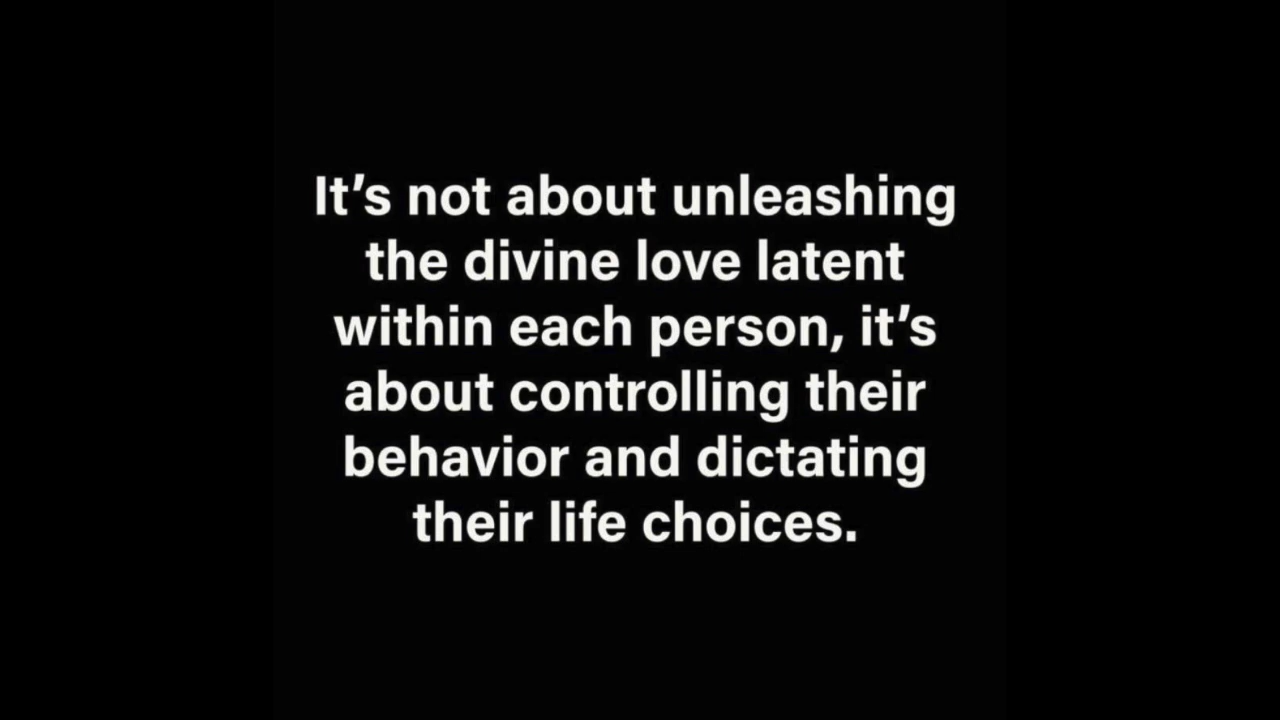 It’s not about unleashing
the divine love latent
within each person, it’s
about controlling their
behavior and dictating
their life choices.